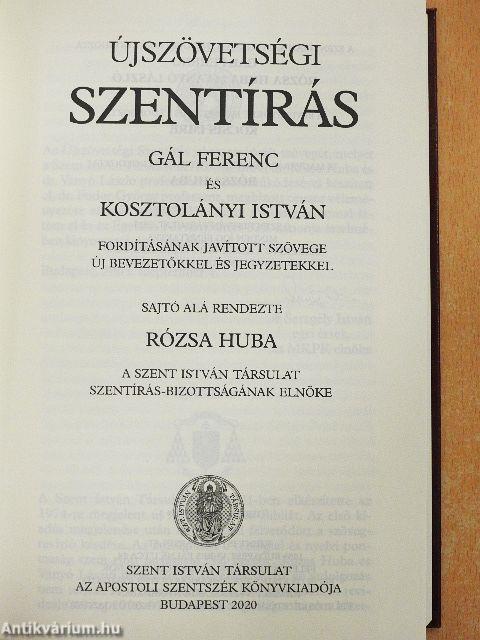 ÚJSZÖVETSÉGI
SZENTÍRÁS
GÁL FERENC
ÉS
KOSZTOLÁNYI ISTVÁN
FORDÍTÁSÁNAK JAVÍTOTT SZÖVEGE
ÚJ BEVEZETŐKKEL ÉS JEGYZETEKKEL
SAJTÓ ALÁ RENDEZTE
RÓZSA HUBA
A SZENT ISTVÁN TÁRSULAT
SZENTÍRÁS-BIZOTTSÁGÁNAK ELNÖKE
SZENT ISTVÁN TÁRSULAT
AZ APOSTOLI SZENTSZÉK KÖNYVKIADÓJA
BUDAPEST 2020
Antikvárium.hu